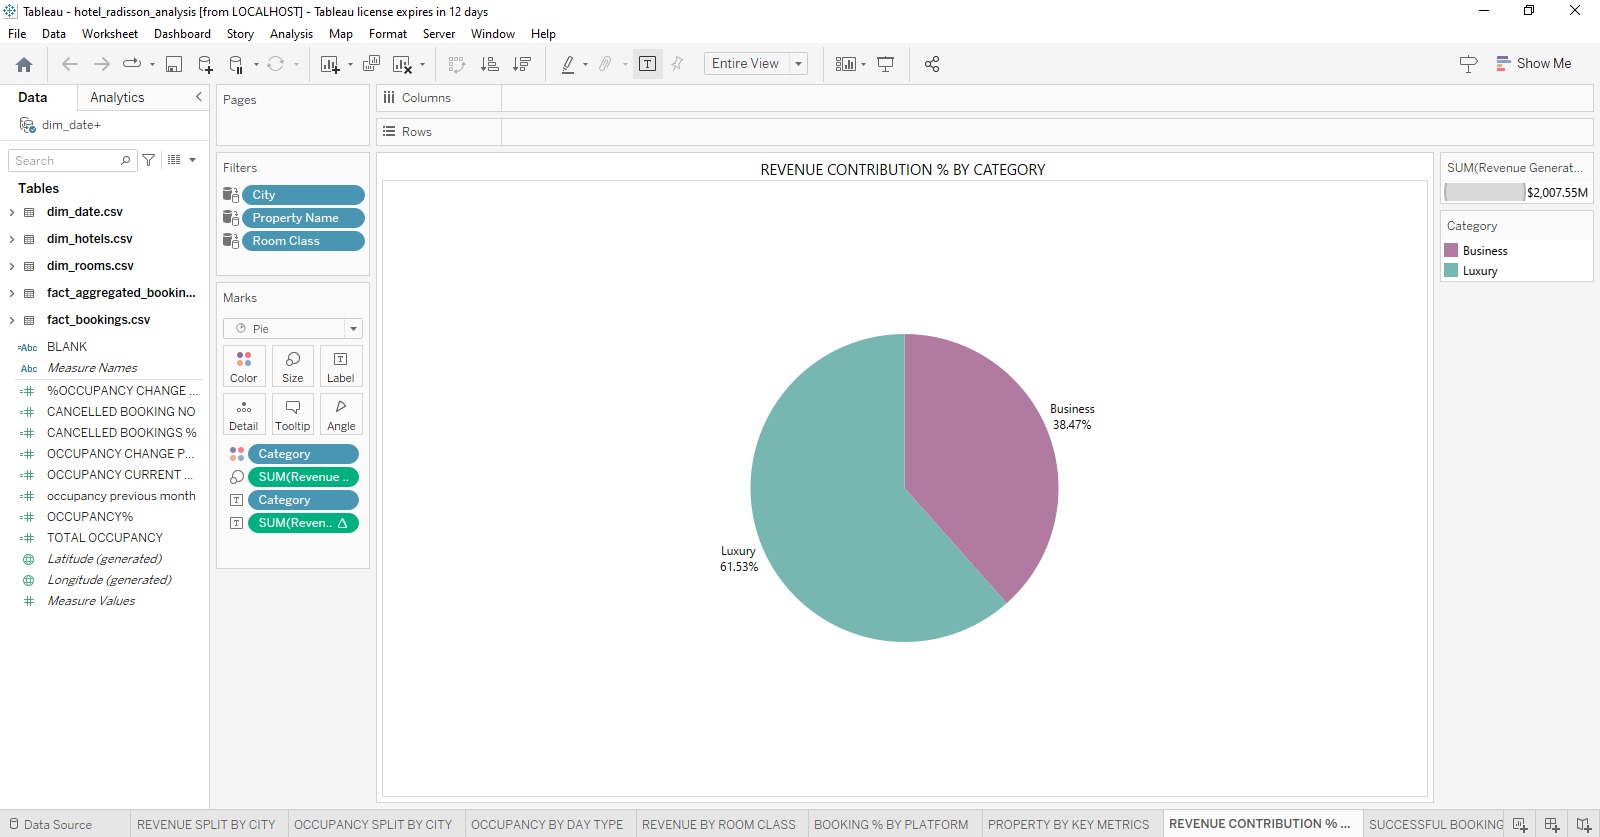 Tableau - hotel_radisson_analysis [from LOCALHOST] - Tableau license expires in 12 days
File Data Worksheet Dashboard Story Analysis Map Format Server Window Help
Entire View
Show Me
Data Analytics
dim_date+
Search
Tables
dim_date.csv
dim_hotels.csv
dim_rooms.csv
fact_aggregated_bookin...
fact_bookings.csv
=Abc BLANK
Abc Measure Names
=# %OCCUPANCY CHANGE ...
=# CANCELLED BOOKING NO
=# CANCELLED BOOKINGS %
=# OCCUPANCY CHANGE P...
=# OCCUPANCY CURRENT ...
=# occupancy previous month
=# OCCUPANCY%
=# TOTAL OCCUPANCY
Latitude (generated)
Longitude (generated)
# Measure Values
Pages
Filters
City
Property Name
Room Class
Marks
Pie
Color Size T Label
Detail Tooltip Angle
Category
SUM(Revenue ..
T Category
T SUM(Reven.. Δ
Columns
Rows
REVENUE CONTRIBUTION % BY CATEGORY
Business
38.47%
Luxury
61.53%
SUM(Revenue Generat...
$2,007.55M
Category
Business
Luxury
Data Source REVENUE SPLIT BY CITY OCCUPANCY SPLIT BY CITY OCCUPANCY BY DAY TYPE REVENUE BY ROOM CLASS BOOKING % BY PLATFORM PROPERTY BY KEY METRICS REVENUE CONTRIBUTION % ... SUCCESSFUL BOOKING